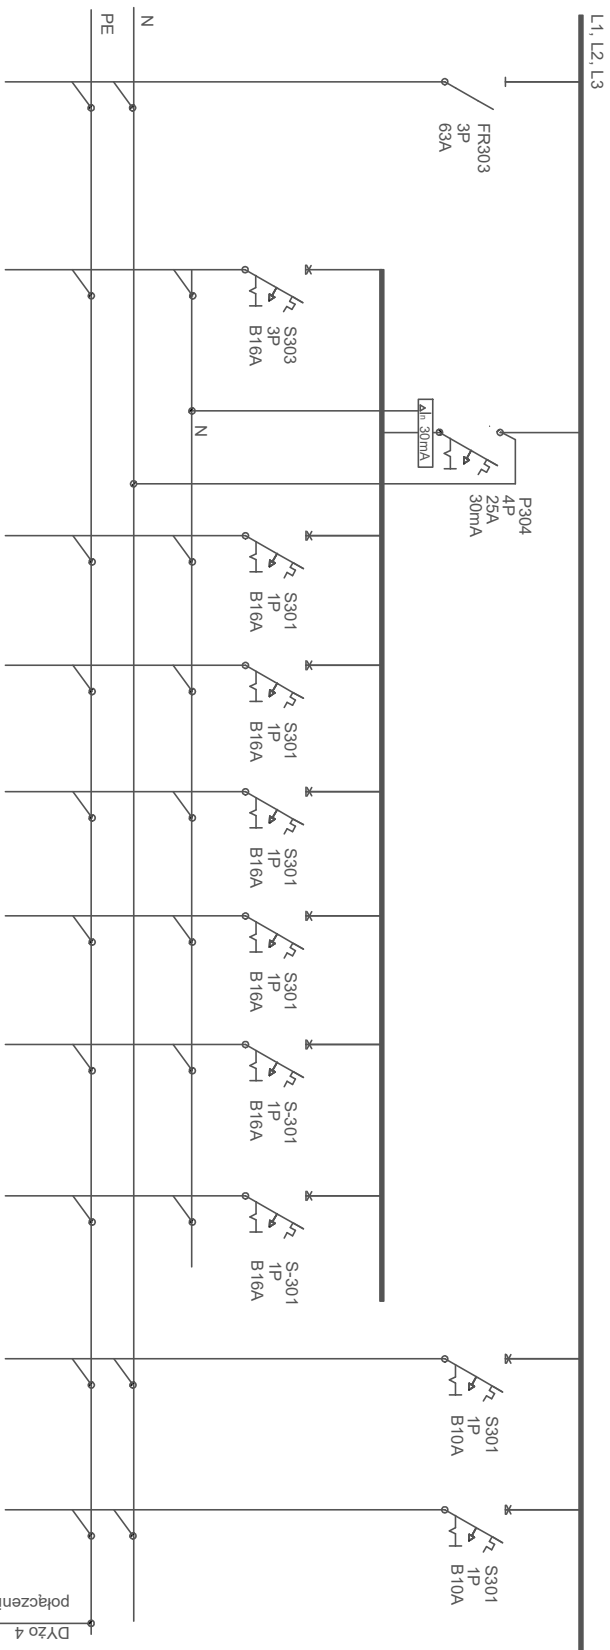 L1, L2, L3
N
PE
FR303
3P
63A
S303
3P
B16A
P304
4P
25A
30mA
ΔIn 30mA
N
S301
1P
B16A
S301
1P
B16A
S301
1P
B16A
S301
1P
B16A
S-301
1P
B16A
S-301
1P
B16A
S301
1P
B10A
S301
1P
B10A
DYżo 4
połączeni